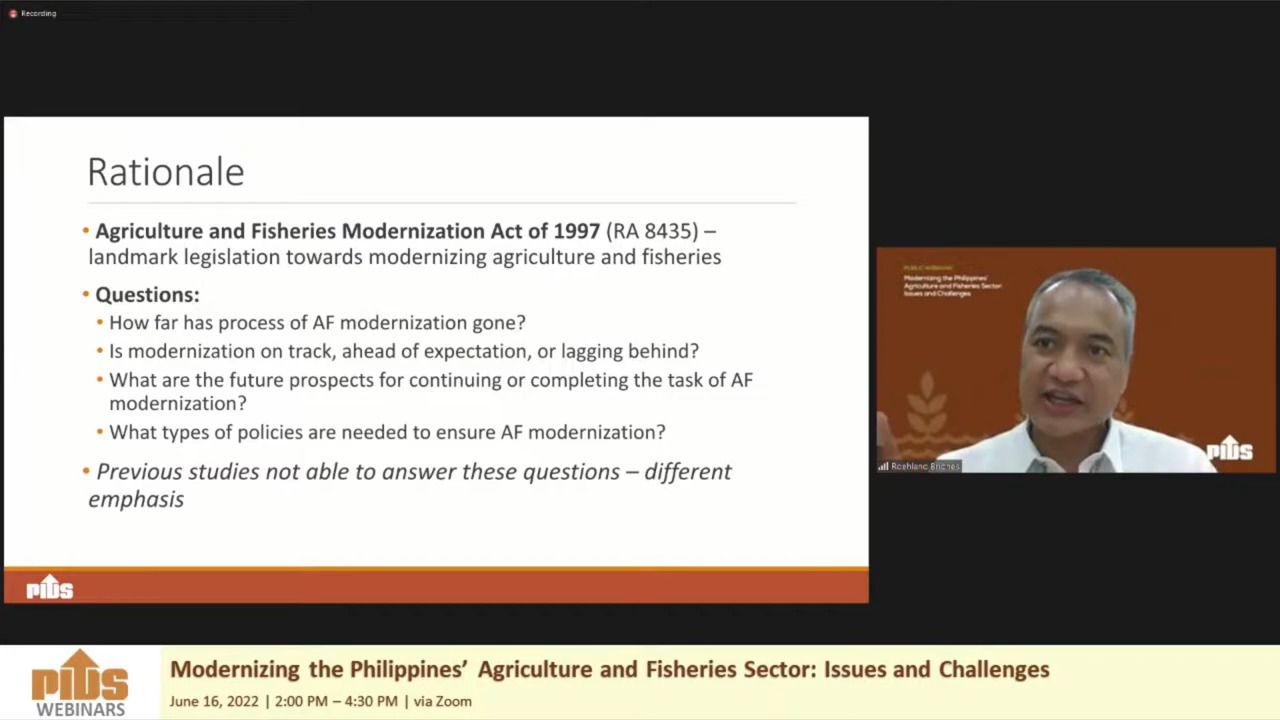 Recording
Rationale
• Agriculture and Fisheries Modernization Act of 1997 (RA 8435) –
landmark legislation towards modernizing agriculture and fisheries
• Questions:
• How far has process of AF modernization gone?
• Is modernization on track, ahead of expectation, or lagging behind?
• What are the future prospects for continuing or completing the task of AF
modernization?
• What types of policies are needed to ensure AF modernization?
• Previous studies not able to answer these questions – different
emphasis
PIDS
PUBLIC WEBINAR:
Modernizing the Philippines'
Agriculture and Fisheries Sector:
Issues and Challenges
PIDS
Roehlano Briones
PIDS
WEBINARS
Modernizing the Philippines' Agriculture and Fisheries Sector: Issues and Challenges
June 16, 2022 | 2:00 PM – 4:30 PM | via Zoom